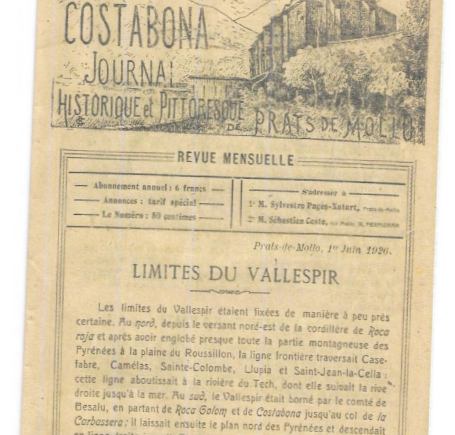 COSTABONA
JOURNAL
HISTORIQUE et PITTORESQUE
DE PRATS DE MOLLO
REVUE MENSUELLE
Abonnement annuel : 6 francs
Annonces : tarif spécial
Le Numéro : 80 centimes
S'adresser à
1° M. Sylvestre Pagès-Xatart, Prats-de-Mollo
2° M. Sébastien Coste,
Prats-de-Mollo, 1er Juin 1926.
LIMITES DU VALLESPIR
Les limites du Vallespir étaient fixées de manière à peu près
certaine. Au nord, depuis le versant nord-est de la cordillère de Roca
roja et après avoir englobé presque toute la partie montagneuse des
Pyrénées à la plaine du Roussillon, la ligne frontière traversait Case-
fabre, Camélas, Sainte-Colombe, Llupia et Saint-Jean-la-Cella :
cette ligne aboutissait à la rivière du Tech, dont elle suivait la rive
droite jusqu'à la mer. Au sud, le Vallespir était borné par le comté de
Besalu, en partant de Roca Galom et de Costabona jusqu'au col de la
Carbassera : il laissait ensuite le plan nord des Pyrénées et descendait